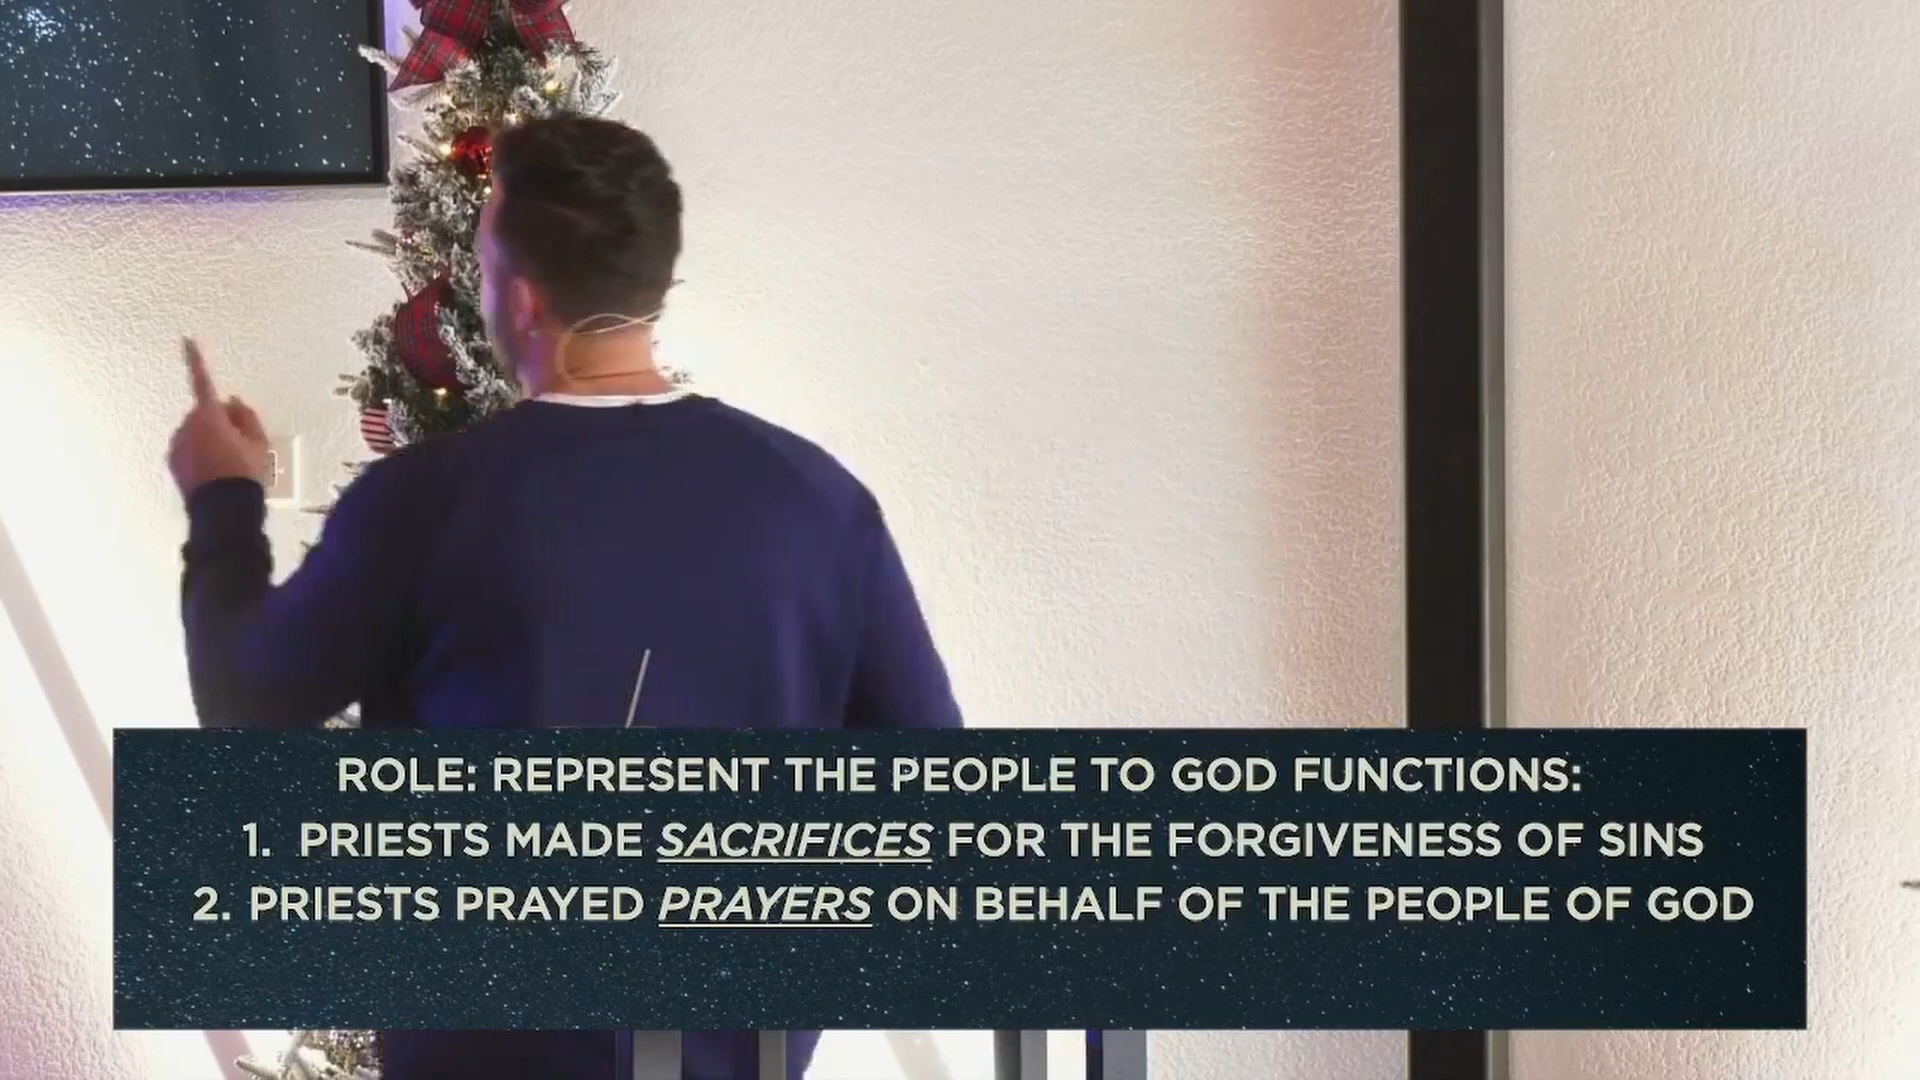 ROLE: REPRESENT THE PEOPLE TO GOD FUNCTIONS:
1. PRIESTS MADE SACRIFICES FOR THE FORGIVENESS OF SINS
2. PRIESTS PRAYED PRAYERS ON BEHALF OF THE PEOPLE OF GOD